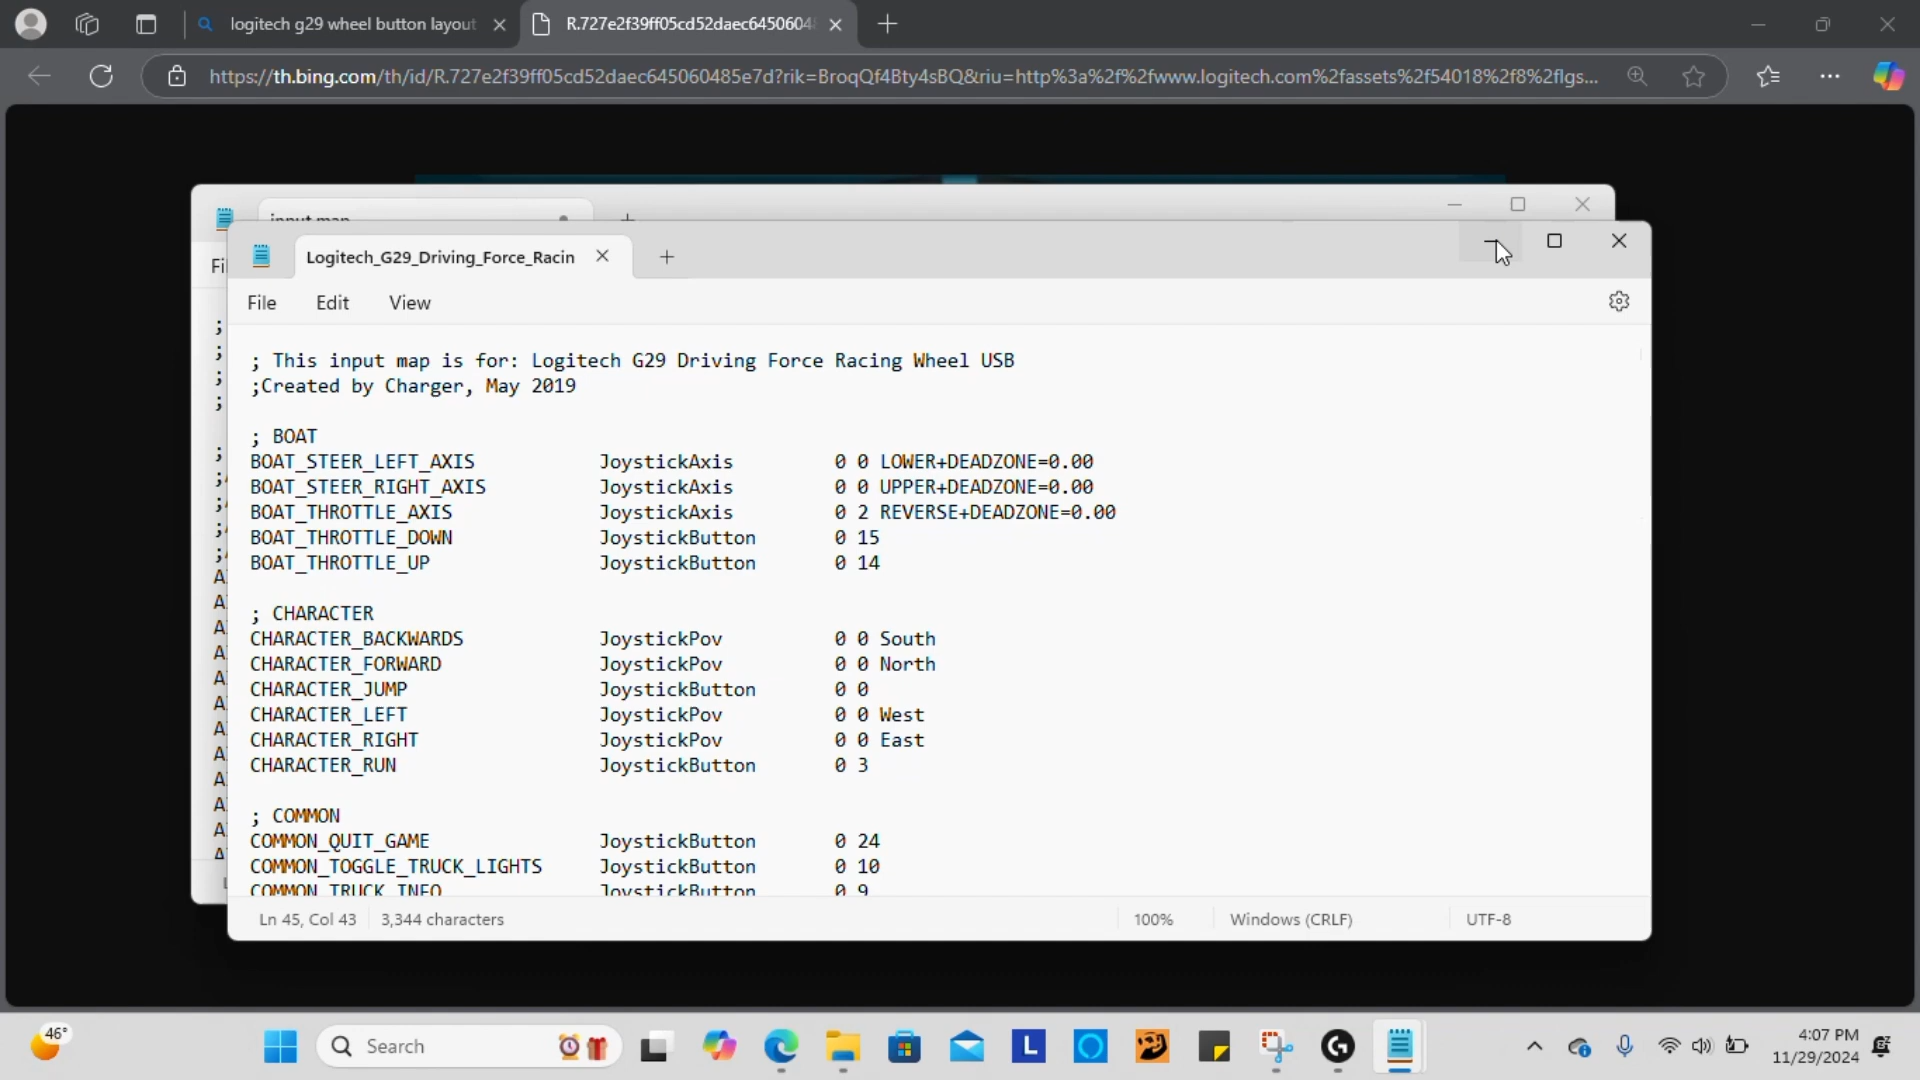 logitech g29 wheel button layout
R.727e2f39ff05cd52daec64506048
https://th.bing.com/th/id/R.727e2f39ff05cd52daec645060485e7d?rik=BroqQf4Bty4sBQ&riu=http%3a%2f%2fwww.logitech.com%2fassets%2f54018%2f8%2flgs...
input map
Logitech_G29_Driving_Force_Racin
File Edit View
; This input map is for: Logitech G29 Driving Force Racing Wheel USB
;Created by Charger, May 2019
; BOAT
BOAT_STEER_LEFT_AXIS JoystickAxis 0 0 LOWER+DEADZONE=0.00
BOAT_STEER_RIGHT_AXIS JoystickAxis 0 0 UPPER+DEADZONE=0.00
BOAT_THROTTLE_AXIS JoystickAxis 0 2 REVERSE+DEADZONE=0.00
BOAT_THROTTLE_DOWN JoystickButton 0 15
BOAT_THROTTLE_UP JoystickButton 0 14
; CHARACTER
CHARACTER_BACKWARDS JoystickPov 0 0 South
CHARACTER_FORWARD JoystickPov 0 0 North
CHARACTER_JUMP JoystickButton 0 0
CHARACTER_LEFT JoystickPov 0 0 West
CHARACTER_RIGHT JoystickPov 0 0 East
CHARACTER_RUN JoystickButton 0 3
; COMMON
COMMON_QUIT_GAME JoystickButton 0 24
COMMON_TOGGLE_TRUCK_LIGHTS JoystickButton 0 10
COMMON_TRUCK_INFO JoystickButton 0 9
Ln 45, Col 43 3,344 characters 100% Windows (CRLF) UTF-8
46°
Search
L
4:07 PM
11/29/2024